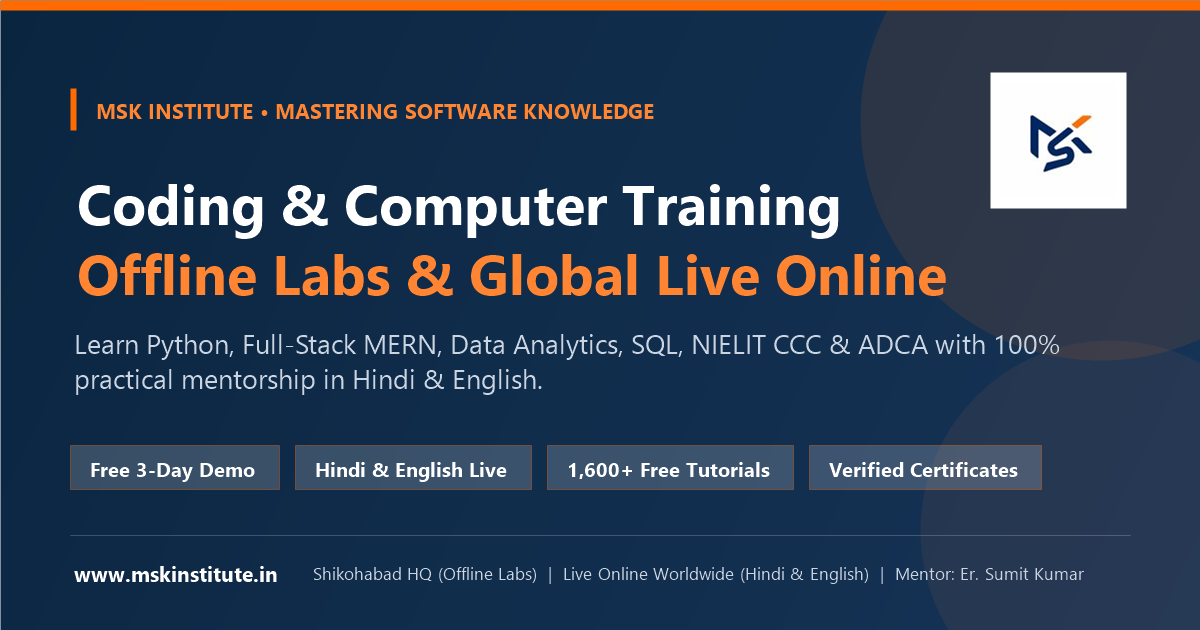 MSK INSTITUTE • MASTERING SOFTWARE KNOWLEDGE
MSK
Coding & Computer Training
Offline Labs & Global Live Online
Learn Python, Full-Stack MERN, Data Analytics, SQL, NIELIT CCC & ADCA with 100%
practical mentorship in Hindi & English.
Free 3-Day Demo
Hindi & English Live
1,600+ Free Tutorials
Verified Certificates
www.mskinstitute.in
Shikohabad HQ (Offline Labs) | Live Online Worldwide (Hindi & English) | Mentor: Er. Sumit Kumar